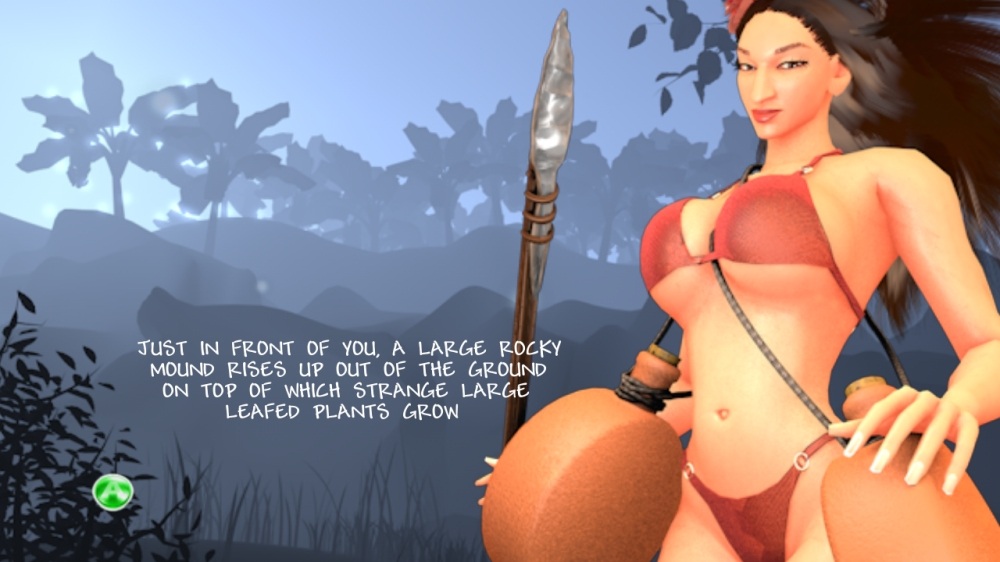 JUST IN FRONT OF YOU, A LARGE ROCKY
MOUND RISES UP OUT OF THE GROUND
ON TOP OF WHICH STRANGE LARGE
LEAFED PLANTS GROW
A